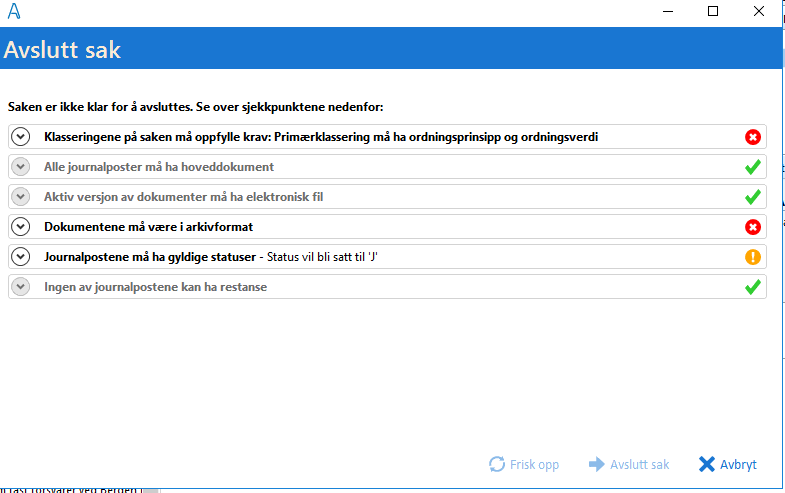 Avslutt sak
Saken er ikke klar for å avsluttes. Se over sjekkpunktene nedenfor:
Klasseringene på saken må oppfylle krav: Primærklassering må ha ordningsprinsipp og ordningsverdi
Alle journalposter må ha hoveddokument
Aktiv versjon av dokumenter må ha elektronisk fil
Dokumentene må være i arkivformat
Journalpostene må ha gyldige statuser - Status vil bli satt til 'J'
Ingen av journalpostene kan ha restanse
Frisk opp
Avslutt sak
Avbryt